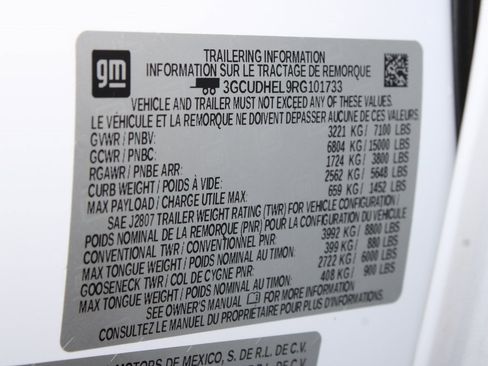 gm
TRAILERING INFORMATION
INFORMATION SUR LE TRACTAGE DE REMORQUE
3GCUDHEL9RG101733
VEHICLE AND TRAILER MUST NOT EXCEED ANY OF THESE VALUES
LE VÉHICULE ET LA REMORQUE NE DOIVENT DÉPASSER AUCUNE DE CES VALEURS.
GVWR / PNBV: 3221 KG / 7100 LBS
GCWR / PNBC: 6804 KG / 15000 LBS
RGAWR / PNBE ARR: 1724 KG / 3800 LBS
CURB WEIGHT / POIDS À VIDE: 2562 KG / 5648 LBS
MAX PAYLOAD / CHARGE UTILE MAX: 659 KG / 1452 LBS
SAE J2807 TRAILER WEIGHT RATING (TWR) FOR VEHICLE CONFIGURATION /
POIDS NOMINAL DE LA REMORQUE (PNR) POUR LA CONFIGURATION DU VÉHICULE
CONVENTIONAL TWR / CONVENTIONNEL PNR: 3992 KG / 8800 LBS
MAX TONGUE WEIGHT / POIDS NOMINAL AU TIMON: 399 KG / 880 LBS
GOOSENECK TWR / COL DE CYGNE PNR: 2722 KG / 6000 LBS
MAX TONGUE WEIGHT / POIDS NOMINAL AU TIMON: 408 KG / 900 LBS
SEE OWNER'S MANUAL FOR MORE INFORMATION
CONSULTEZ LE MANUEL DU PROPRIETAIRE POUR PLUS D'INFORMATION.
MOTORS DE MEXICO, S. DE R.L. DE C.V.